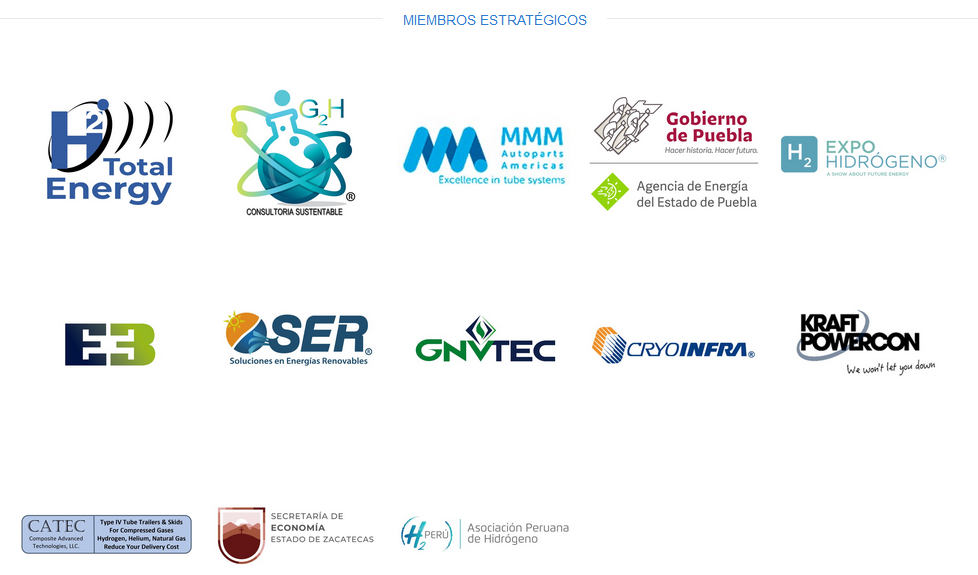 MIEMBROS ESTRATÉGICOS
H2
Total
Energy
G2H
®
CONSULTORIA SUSTENTABLE
MMM
Autoparts
Americas
Excellence in tube systems
Gobierno
de Puebla
Hacer historia. Hacer futuro.
Agencia de Energía
del Estado de Puebla
H2
EXPO
HIDRÓGENO®
A SHOW ABOUT FUTURE ENERGY
E3
SER®
Soluciones en Energías Renovables
GNVTEC
CRYOINFRA®
KRAFT
POWERCON
We won't let you down
CATEC
Composite Advanced
Technologies, LLC.
Type IV Tube Trailers & Skids
For Compressed Gases
Hydrogen, Helium, Natural Gas
Reduce Your Delivery Cost
SECRETARÍA DE
ECONOMÍA
ESTADO DE ZACATECAS
H2 PERÚ
Asociación Peruana
de Hidrógeno